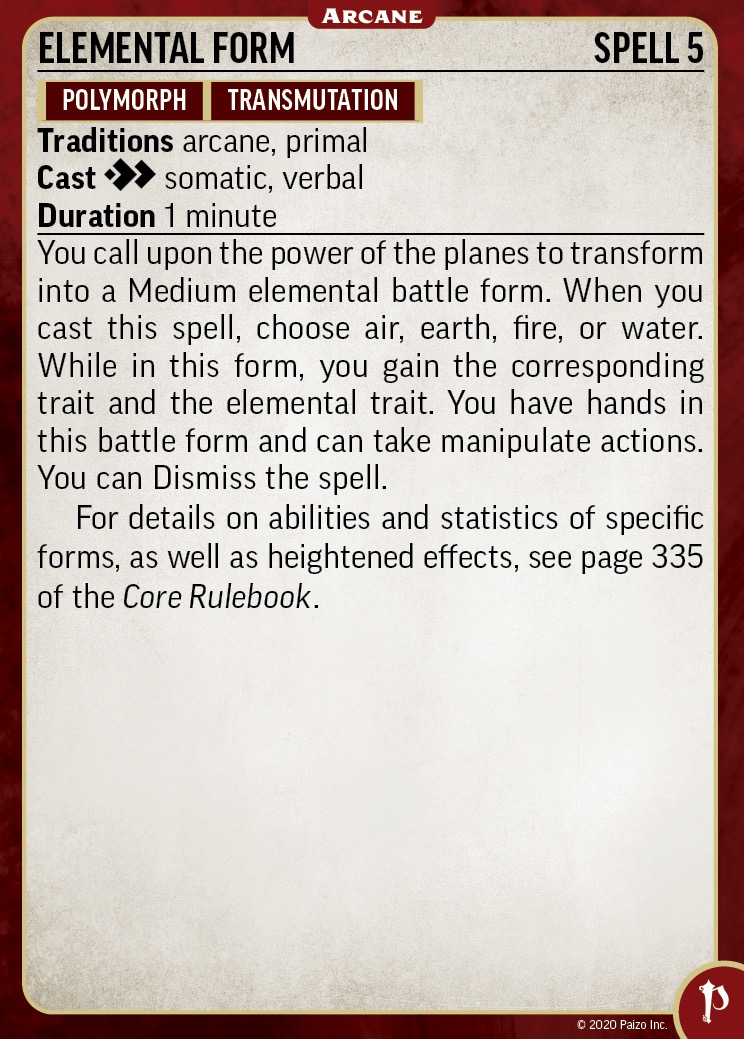 ARCANE
ELEMENTAL FORM SPELL 5
POLYMORPH TRANSMUTATION
Traditions arcane, primal
Cast somatic, verbal
Duration 1 minute
You call upon the power of the planes to transform
into a Medium elemental battle form. When you
cast this spell, choose air, earth, fire, or water.
While in this form, you gain the corresponding
trait and the elemental trait. You have hands in
this battle form and can take manipulate actions.
You can Dismiss the spell.
For details on abilities and statistics of specific
forms, as well as heightened effects, see page 335
of the Core Rulebook.
P
© 2020 Paizo Inc.